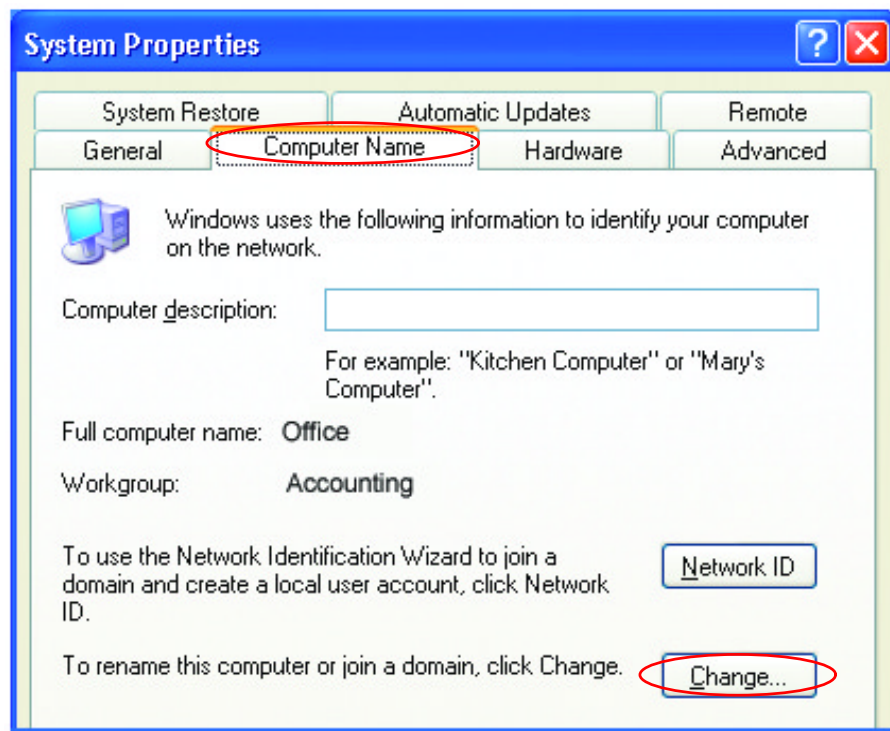 System Properties
?
X
System Restore
Automatic Updates
Remote
General
Computer Name
Hardware
Advanced
Windows uses the following information to identify your computer
on the network.
Computer description:
For example: "Kitchen Computer" or "Mary's
Computer".
Full computer name: Office
Workgroup: Accounting
To use the Network Identification Wizard to join a
domain and create a local user account, click Network
ID.
Network ID
To rename this computer or join a domain, click Change.
Change...